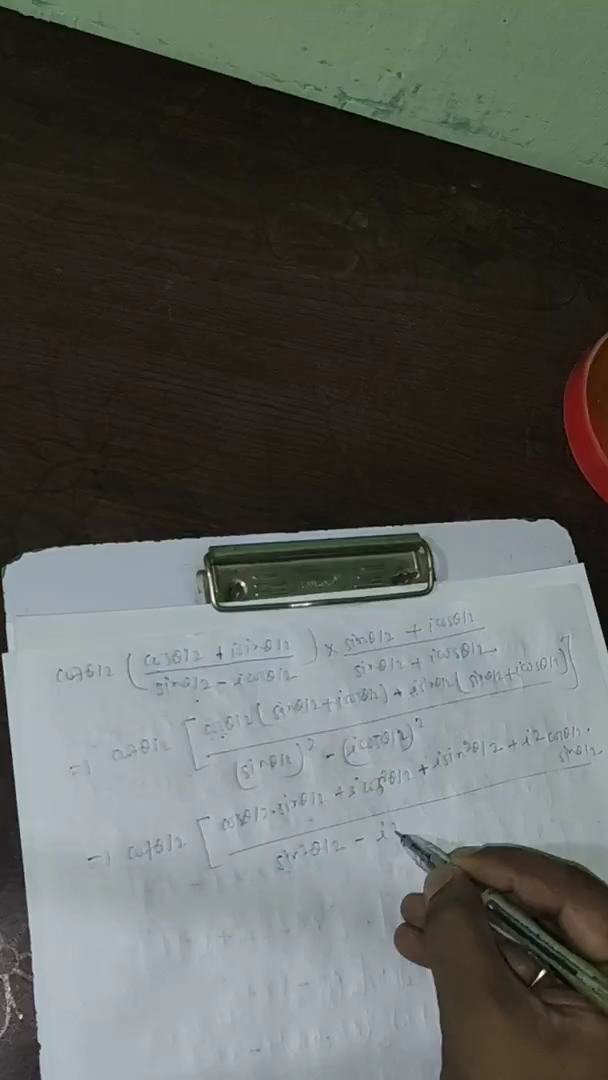 cotθ/2 ( cosθ/2 + isinθ/2 / sinθ/2 - icosθ/2 ) × sinθ/2 + icosθ/2 / sinθ/2 + icosθ/2
=) cotθ/2 [ cosθ/2 ( sinθ/2 + icosθ/2 ) + isinθ/2 ( sinθ/2 + icosθ/2 ) / (sinθ/2)² - (icosθ/2)² ]
=) cotθ/2 [ cosθ/2 . sinθ/2 + icos²θ/2 + isin²θ/2 + i² cosθ/2 . sinθ/2 / sin²θ/2 - i²